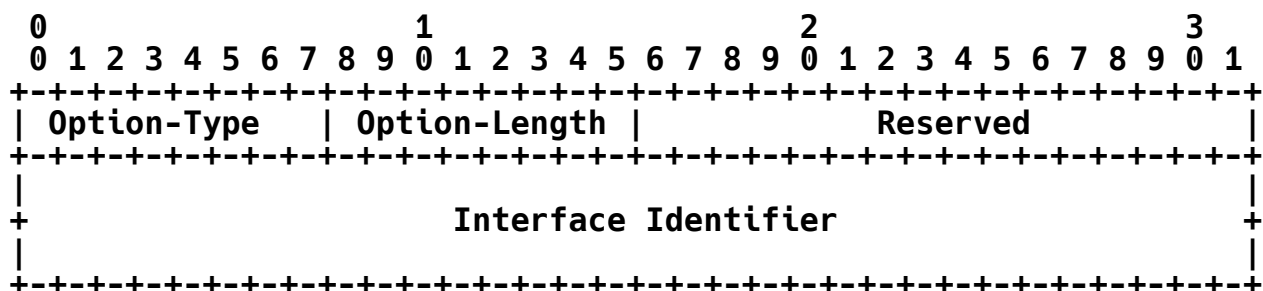 0                   1                   2                   3
 0 1 2 3 4 5 6 7 8 9 0 1 2 3 4 5 6 7 8 9 0 1 2 3 4 5 6 7 8 9 0 1
+-+-+-+-+-+-+-+-+-+-+-+-+-+-+-+-+-+-+-+-+-+-+-+-+-+-+-+-+-+-+-+-+
| Option-Type   | Option-Length |            Reserved           |
+-+-+-+-+-+-+-+-+-+-+-+-+-+-+-+-+-+-+-+-+-+-+-+-+-+-+-+-+-+-+-+-+
|                                                               |
+                      Interface Identifier                     +
|                                                               |
+-+-+-+-+-+-+-+-+-+-+-+-+-+-+-+-+-+-+-+-+-+-+-+-+-+-+-+-+-+-+-+-+